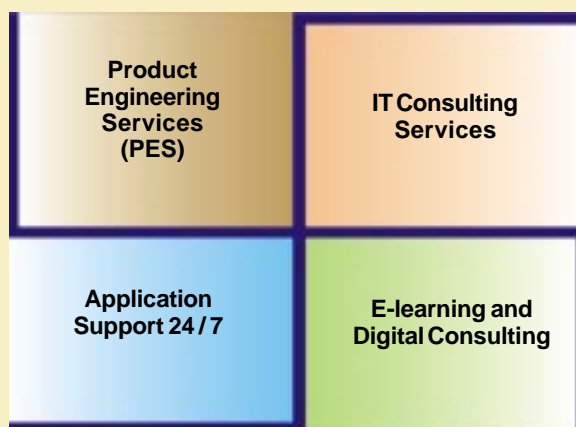 Product
Engineering
Services
(PES)
IT Consulting
Services
Application
Support 24 / 7
E-learning and
Digital Consulting